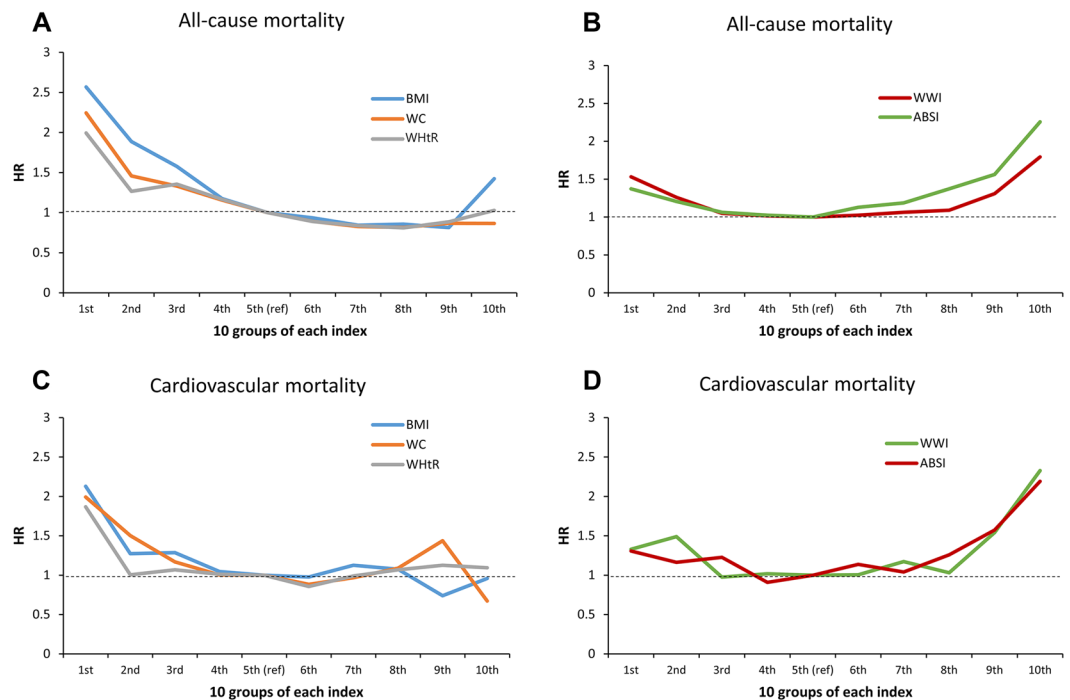 A
All-cause mortality
3
2.5
2
1.5
1
0.5
0
HR
BMI
WC
WHtR
1st 2nd 3rd 4th 5th (ref) 6th 7th 8th 9th 10th
10 groups of each index
B
All-cause mortality
3
2.5
2
1.5
1
0.5
0
HR
WWI
ABSI
1st 2nd 3rd 4th 5th (ref) 6th 7th 8th 9th 10th
10 groups of each index
C
Cardiovascular mortality
3
2.5
2
1.5
1
0.5
0
HR
BMI
WC
WHtR
1st 2nd 3rd 4th 5th (ref) 6th 7th 8th 9th 10th
10 groups of each index
D
Cardiovascular mortality
3
2.5
2
1.5
1
0.5
0
HR
WWI
ABSI
1st 2nd 3rd 4th 5th (ref) 6th 7th 8th 9th 10th
10 groups of each index